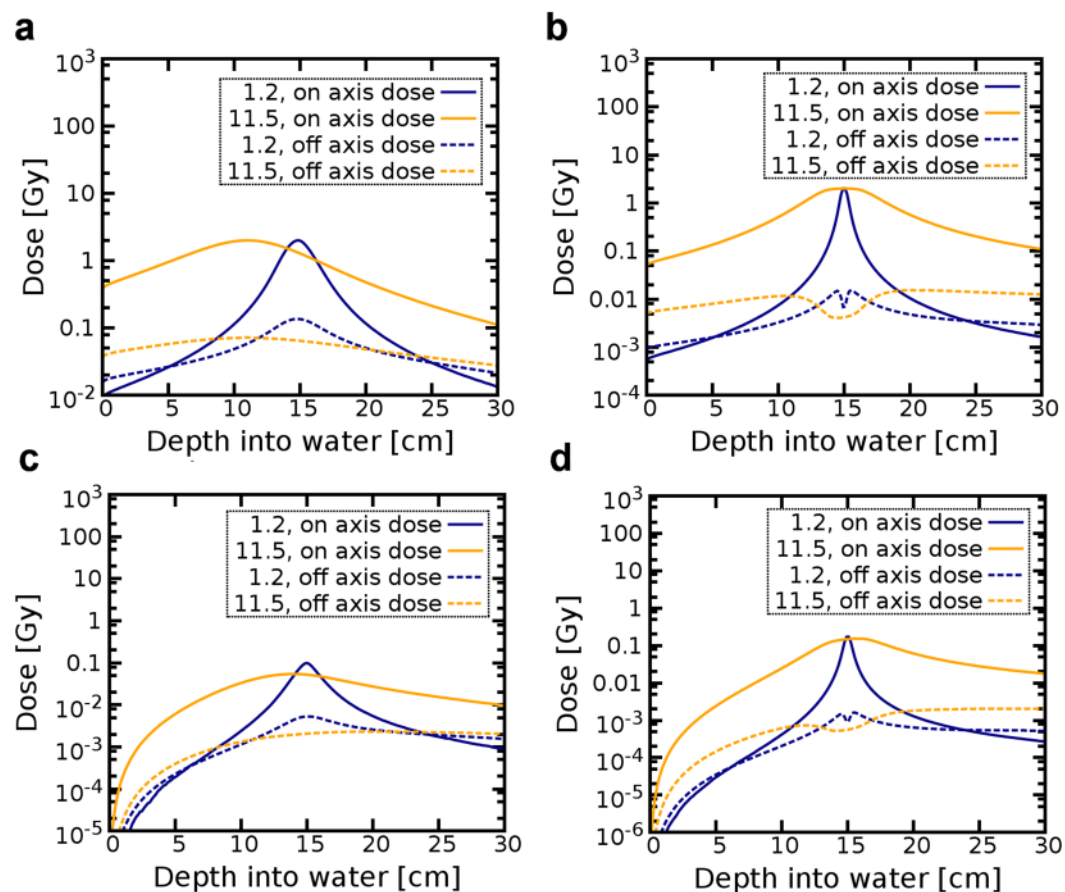 a
10³
100
10
1
0.1
10⁻²
Dose [Gy]
1.2, on axis dose
11.5, on axis dose
1.2, off axis dose
11.5, off axis dose
0 5 10 15 20 25 30
Depth into water [cm]
b
10³
100
10
1
0.1
0.01
10⁻³
10⁻⁴
Dose [Gy]
1.2, on axis dose
11.5, on axis dose
1.2, off axis dose
11.5, off axis dose
0 5 10 15 20 25 30
Depth into water [cm]
c
10³
100
10
1
0.1
10⁻²
10⁻³
10⁻⁴
10⁻⁵
Dose [Gy]
1.2, on axis dose
11.5, on axis dose
1.2, off axis dose
11.5, off axis dose
0 5 10 15 20 25 30
Depth into water [cm]
d
10³
100
10
1
0.1
0.01
10⁻³
10⁻⁴
10⁻⁵
10⁻⁶
Dose [Gy]
1.2, on axis dose
11.5, on axis dose
1.2, off axis dose
11.5, off axis dose
0 5 10 15 20 25 30
Depth into water [cm]